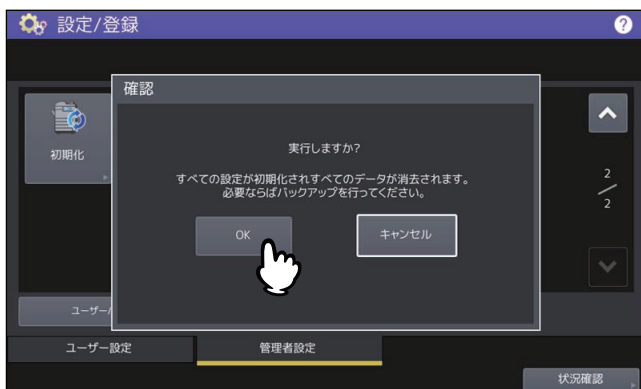 設定/登録
?
確認
初期化
実行しますか?
すべての設定が初期化されすべてのデータが消去されます。
必要ならばバックアップを行ってください。
2
2
OK
キャンセル
ユーザー
ユーザー設定
管理者設定
状況確認